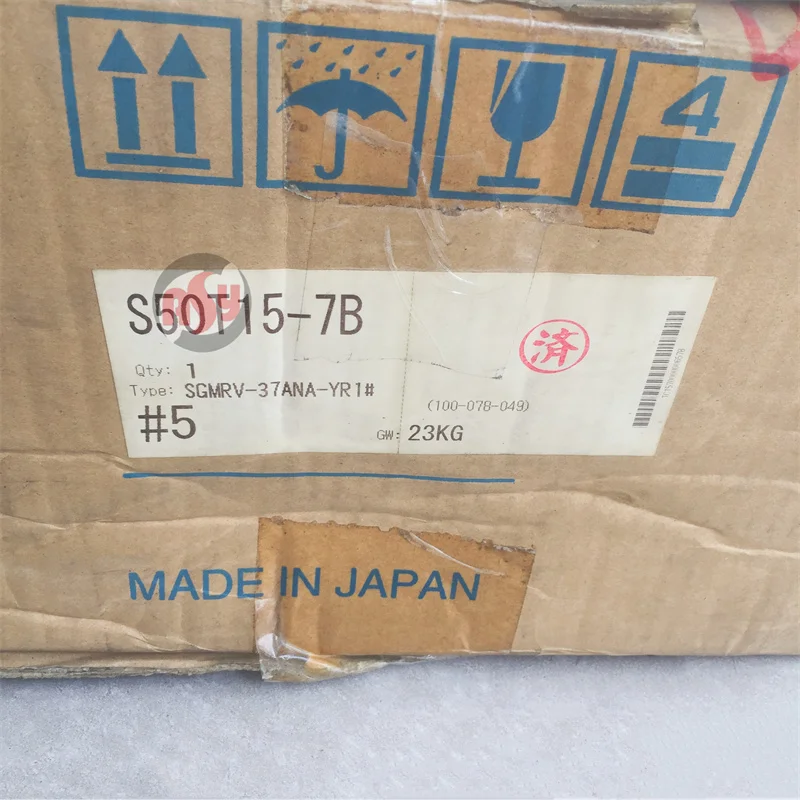 4
S50T15-7B
Qty: 1
Type: SGMRV-37ANA-YR1#
#5
済
(100-078-049)
GW: 23KG
MADE IN JAPAN